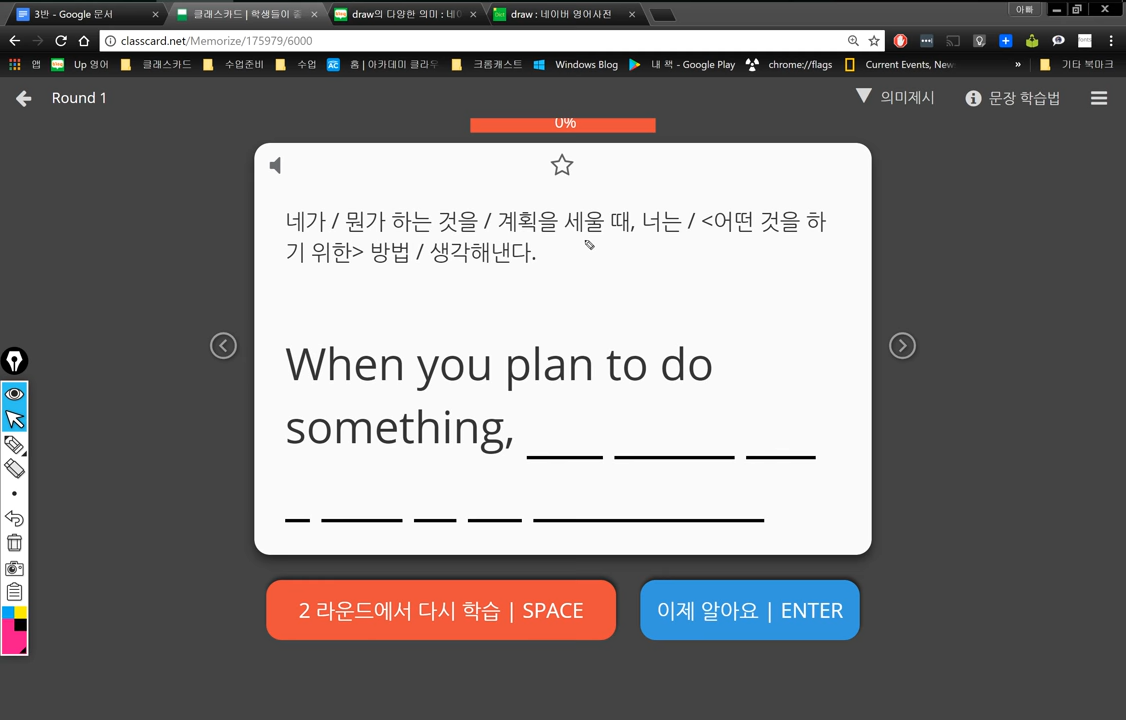 3반 - Google 문서
클래스카드 | 학생들이 좋
draw의 다양한 의미 : 네이
draw : 네이버 영어사전
아빠
classcard.net/Memorize/175979/6000
앱
Up 영어
클래스카드
수업준비
수업
홈 | 아카데미 클라우
크롬캐스트
Windows Blog
내 책 - Google Play
chrome://flags
Current Events, New
»
기타 북마크
Round 1
의미제시
문장 학습법
0%
네가 / 뭔가 하는 것을 / 계획을 세울 때, 너는 / <어떤 것을 하
기 위한> 방법 / 생각해낸다.
When you plan to do
something,
2 라운드에서 다시 학습 | SPACE
이제 알아요 | ENTER